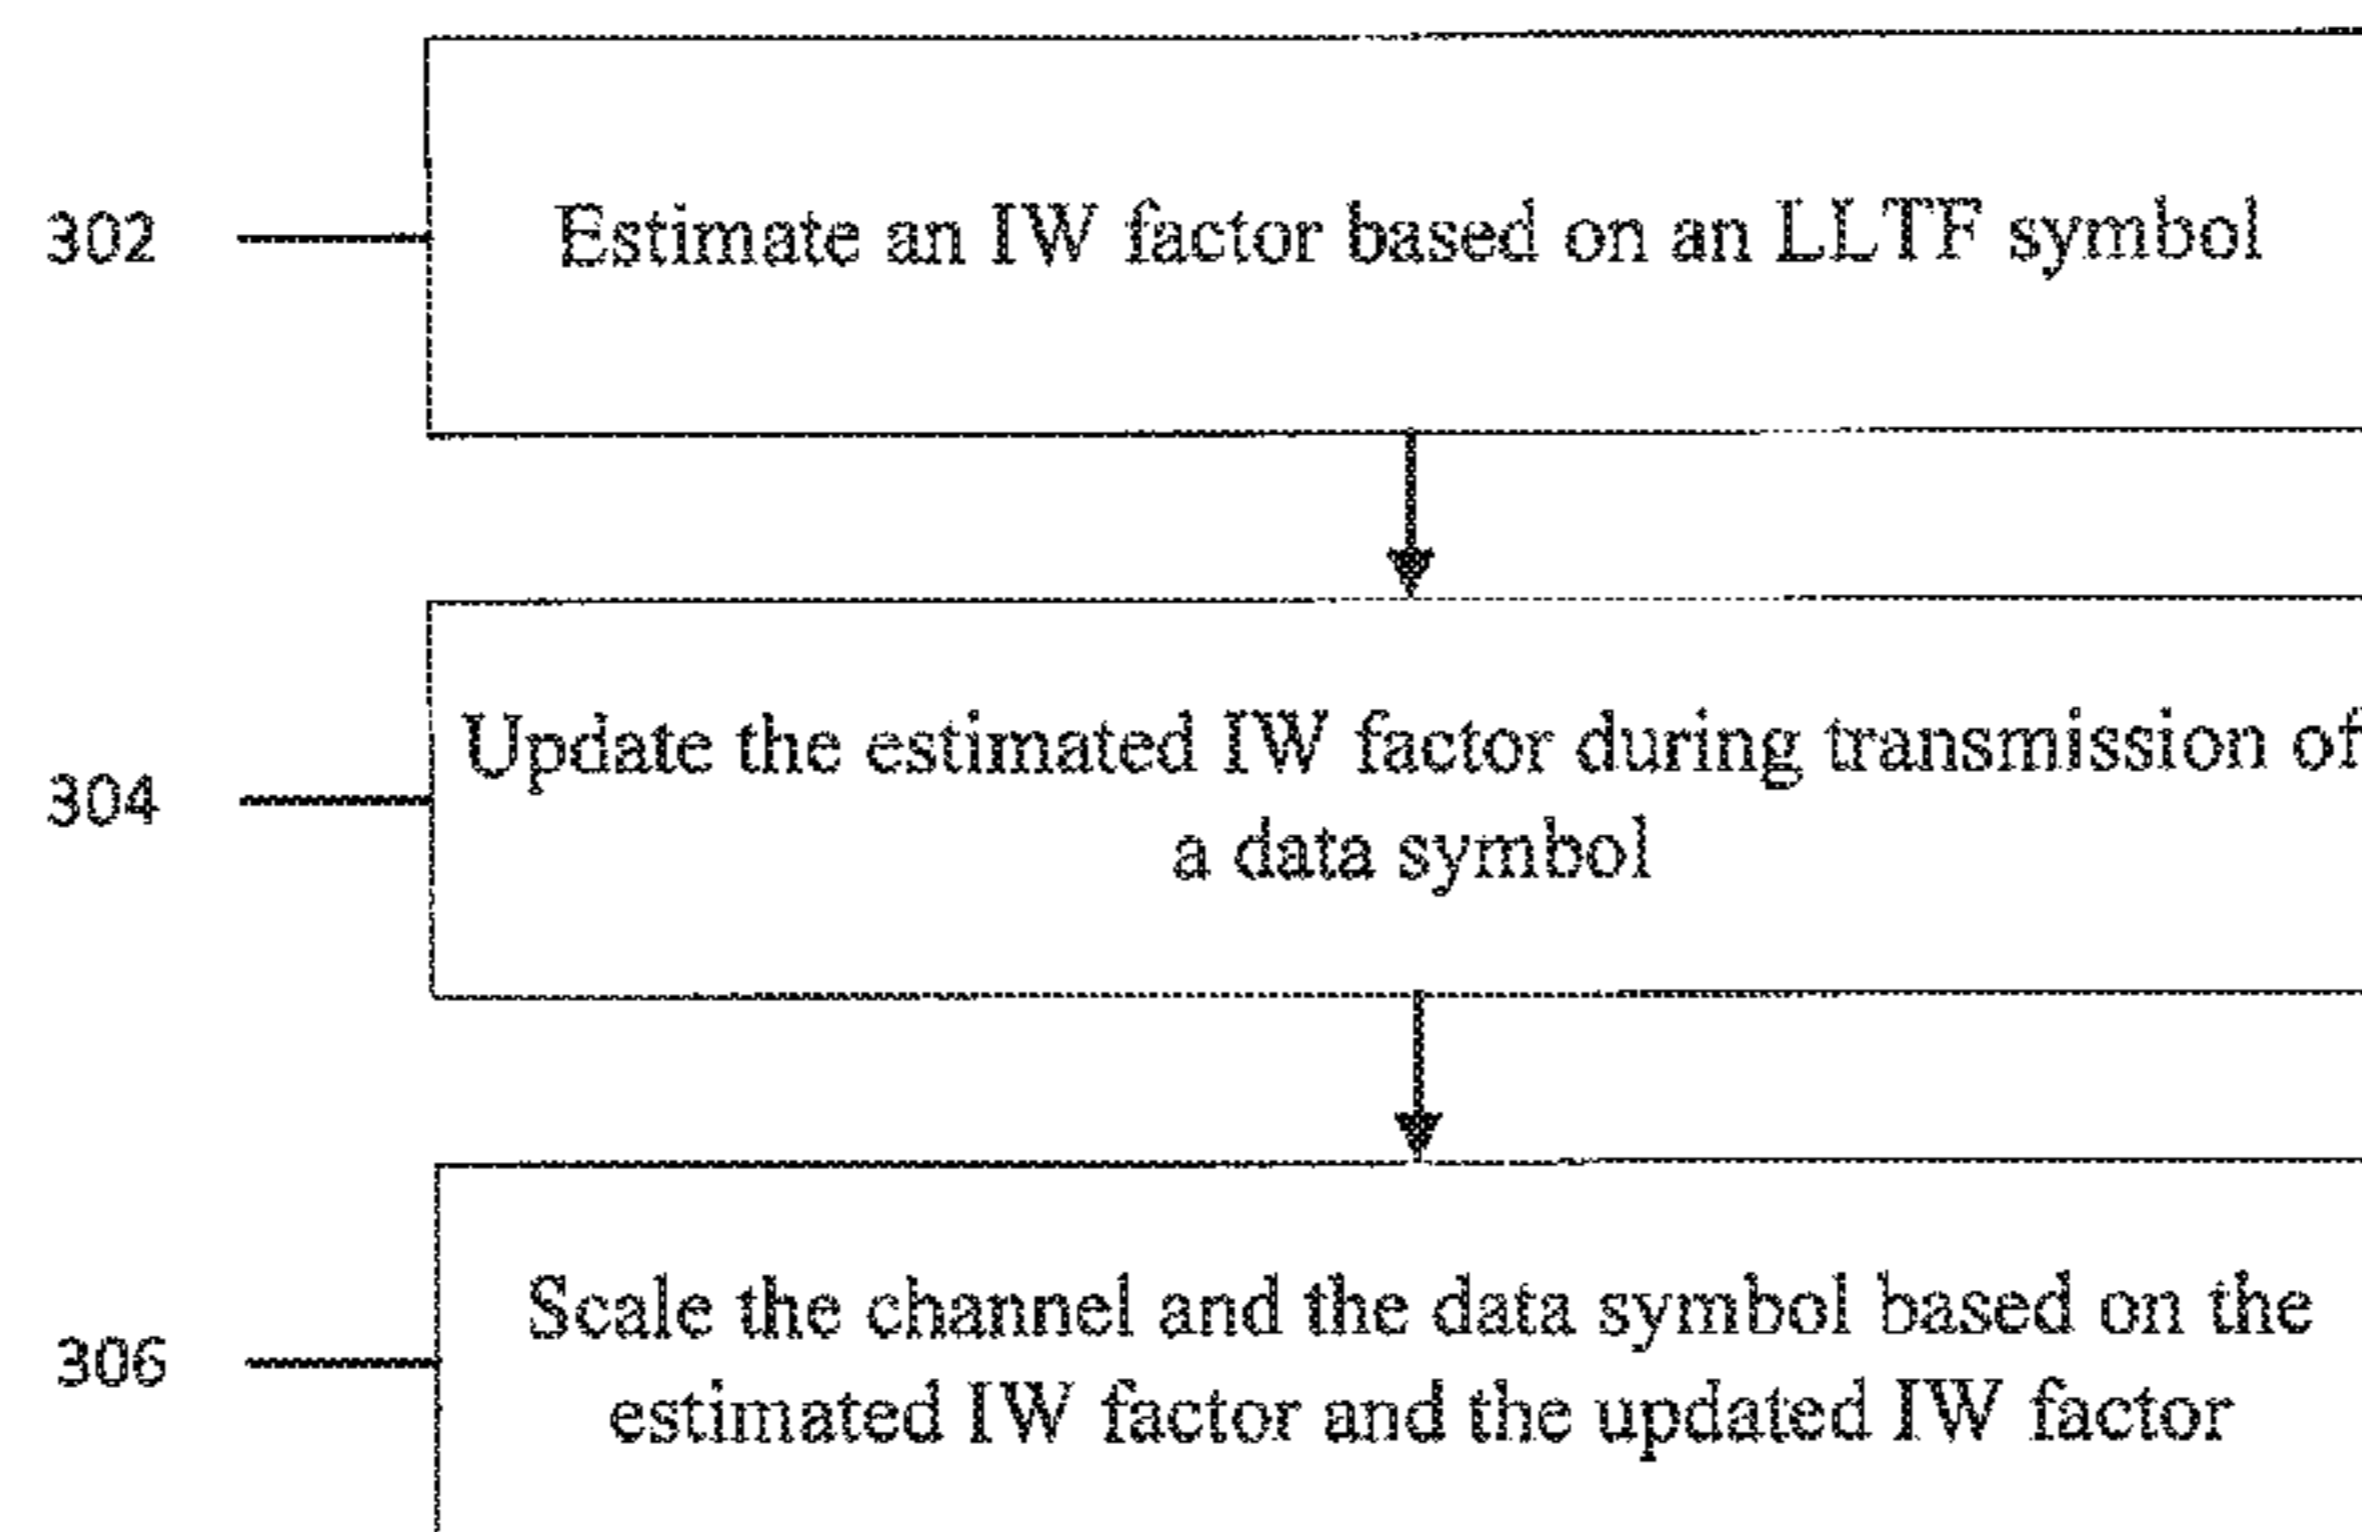 302
Estimate an IW factor based on an LLTF symbol
304
Update the estimated IW factor during transmission of
a data symbol
306
Scale the channel and the data symbol based on the
estimated IW factor and the updated IW factor